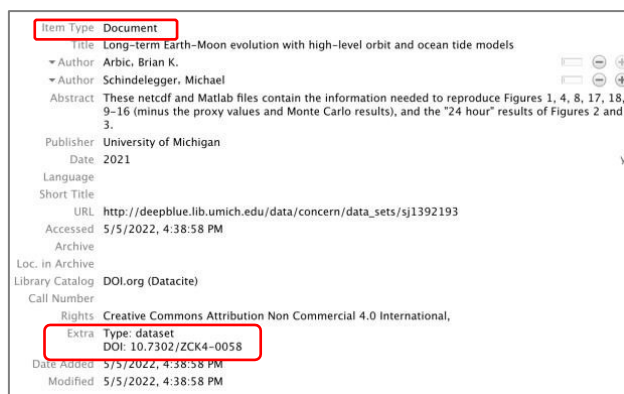 Item Type Document
Title Long-term Earth-Moon evolution with high-level orbit and ocean tide models
Author Arbic, Brian K.
Author Schindelegger, Michael
Abstract These netcdf and Matlab files contain the information needed to reproduce Figures 1, 4, 8, 17, 18,
9-16 (minus the proxy values and Monte Carlo results), and the "24 hour" results of Figures 2 and
3.
Publisher University of Michigan
Date 2021 y
Language
Short Title
URL http://deepblue.lib.umich.edu/data/concern/data_sets/sj1392193
Accessed 5/5/2022, 4:38:58 PM
Archive
Loc. in Archive
Library Catalog DOI.org (Datacite)
Call Number
Rights Creative Commons Attribution Non Commercial 4.0 International,
Extra Type: dataset
DOI: 10.7302/ZCK4-0058
Date Added 5/5/2022, 4:38:58 PM
Modified 5/5/2022, 4:38:58 PM